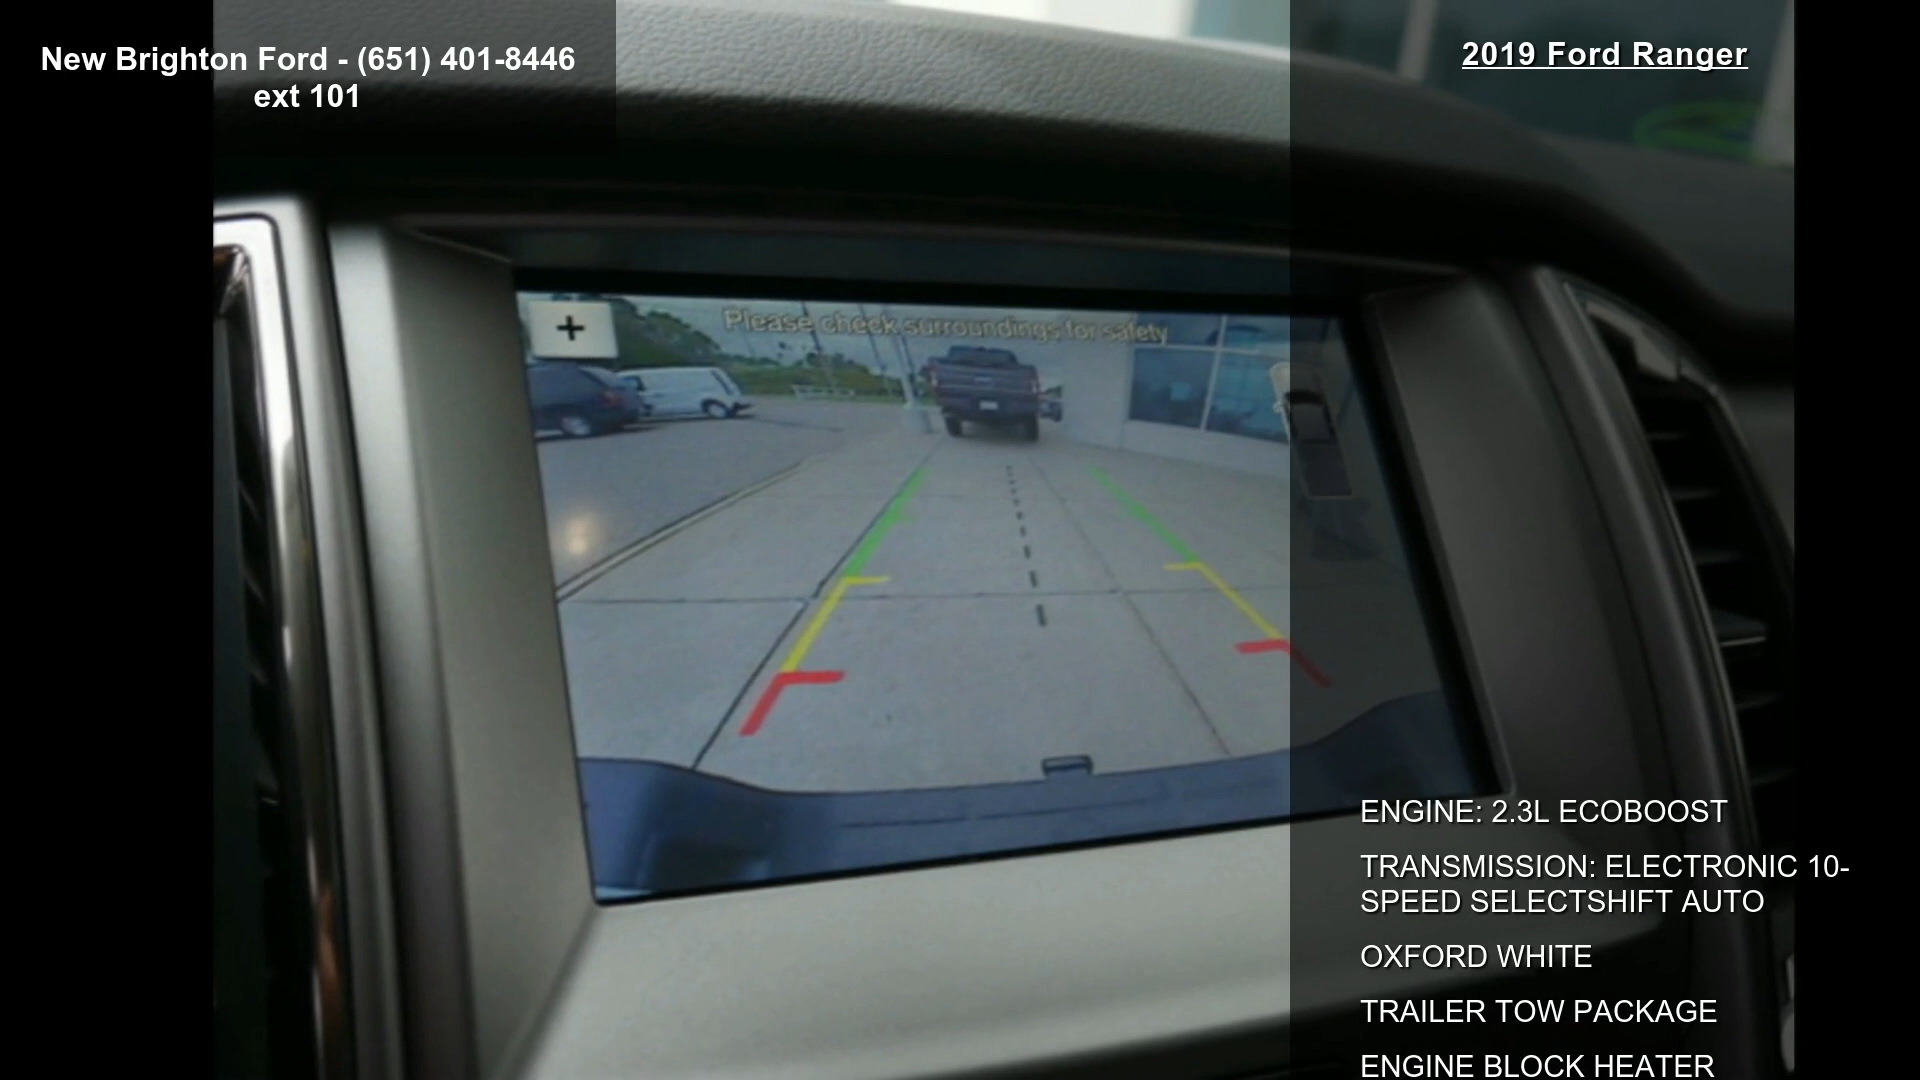 New Brighton Ford - (651) 401-8446
ext 101
2019 Ford Ranger
+
Please check surroundings for safety
ENGINE: 2.3L ECOBOOST
TRANSMISSION: ELECTRONIC 10-
SPEED SELECTSHIFT AUTO
OXFORD WHITE
TRAILER TOW PACKAGE
ENGINE BLOCK HEATER